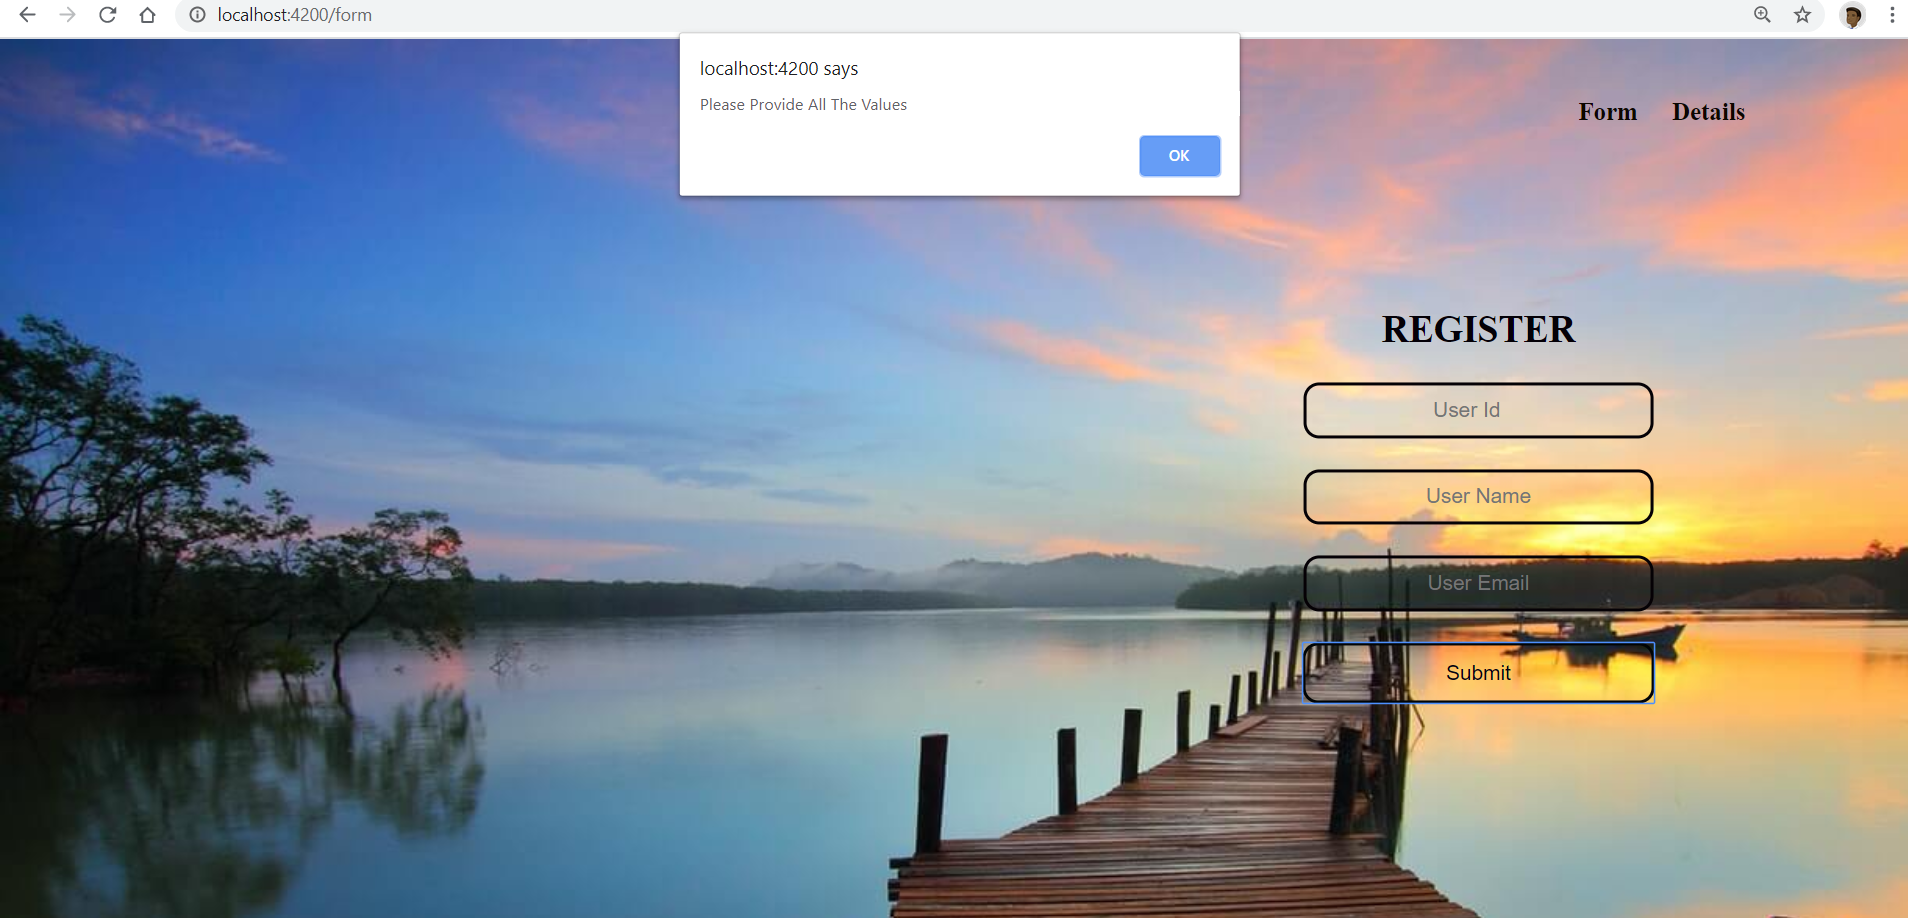 localhost:4200/form
localhost:4200 says
Please Provide All The Values
OK
Form Details
REGISTER
User Id
User Name
User Email
Submit